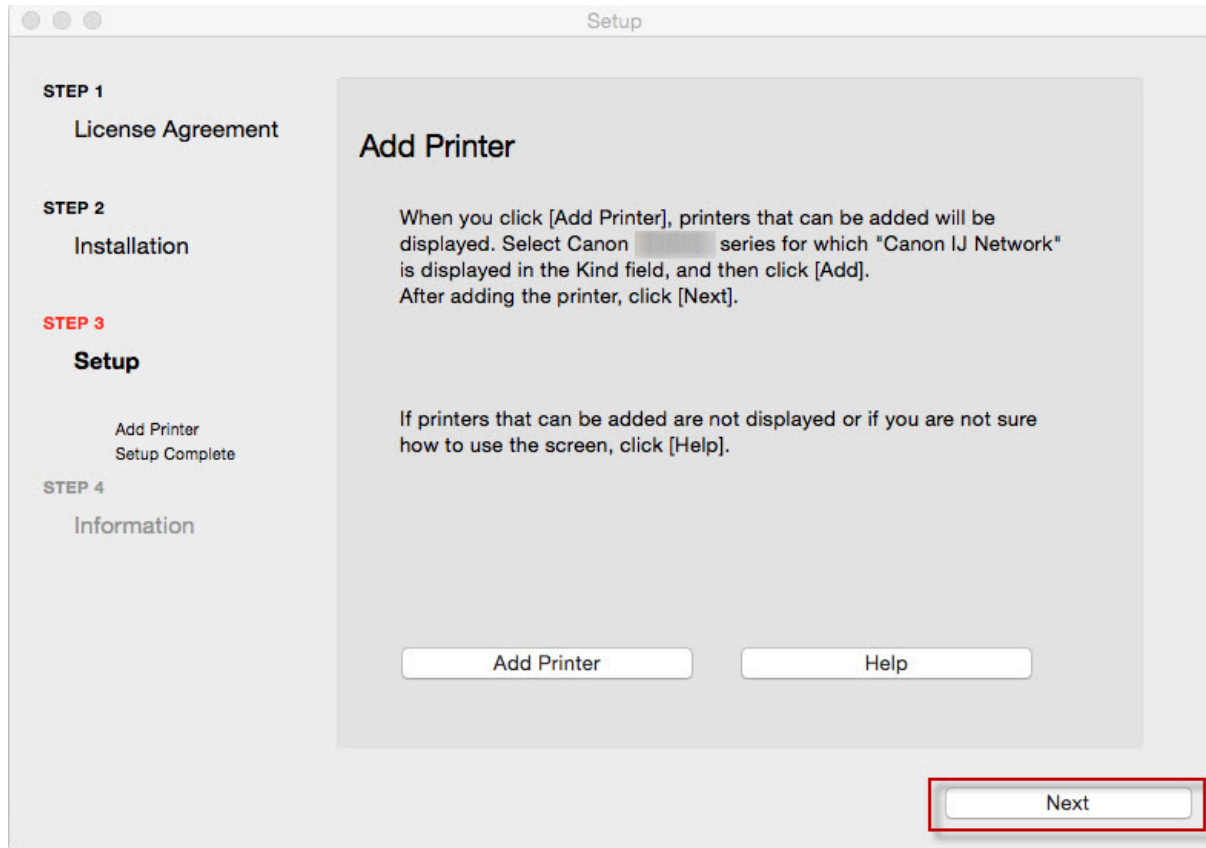 Setup
STEP 1
License Agreement
STEP 2
Installation
STEP 3
Setup
Add Printer
Setup Complete
STEP 4
Information
Add Printer
When you click [Add Printer], printers that can be added will be
displayed. Select Canon series for which "Canon IJ Network"
is displayed in the Kind field, and then click [Add].
After adding the printer, click [Next].
If printers that can be added are not displayed or if you are not sure
how to use the screen, click [Help].
Add Printer
Help
Next